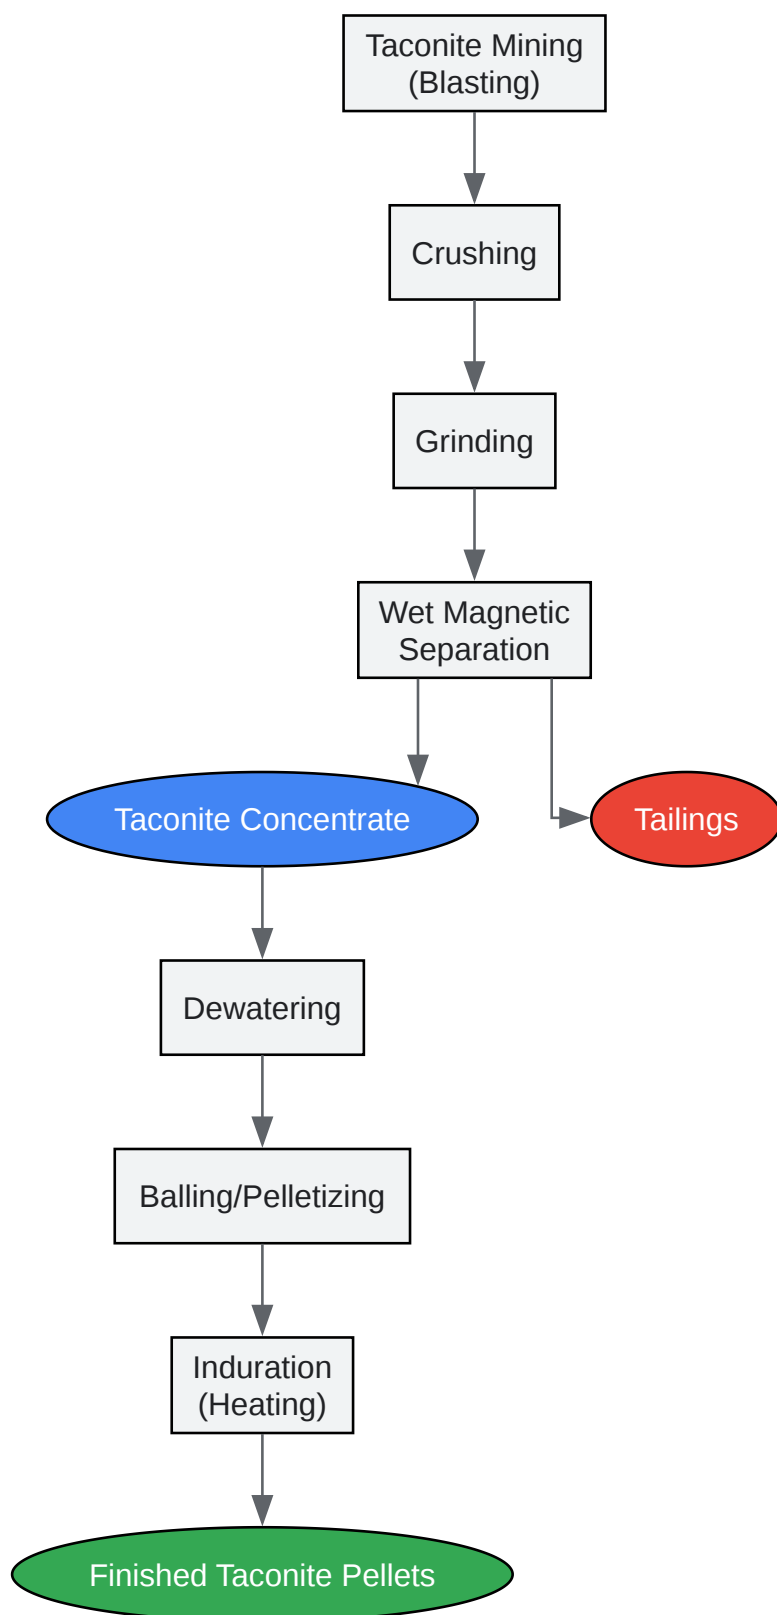 Taconite Mining
(Blasting)
Crushing
Grinding
Wet Magnetic
Separation
Taconite Concentrate
Tailings
Dewatering
Balling/Pelletizing
Induration
(Heating)
Finished Taconite Pellets